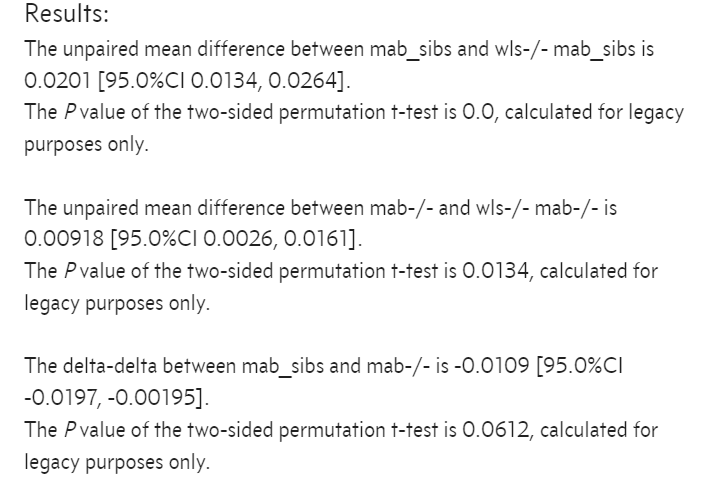 Results:
The unpaired mean difference between mab_sibs and wls-/- mab_sibs is
0.0201 [95.0%CI 0.0134, 0.0264].
The P value of the two-sided permutation t-test is 0.0, calculated for legacy
purposes only.
The unpaired mean difference between mab-/- and wls-/- mab-/- is
0.00918 [95.0%CI 0.0026, 0.0161].
The P value of the two-sided permutation t-test is 0.0134, calculated for
legacy purposes only.
The delta-delta between mab_sibs and mab-/- is -0.0109 [95.0%CI
-0.0197, -0.00195].
The P value of the two-sided permutation t-test is 0.0612, calculated for
legacy purposes only.